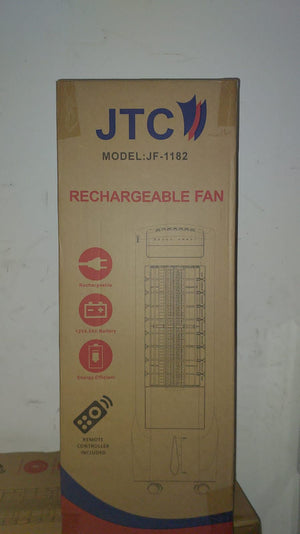 JTC
MODEL:JF-1182
RECHARGEABLE FAN
Rechargeable
Energy Efficient
REMOTE
CONTROLLER
INCLUDED